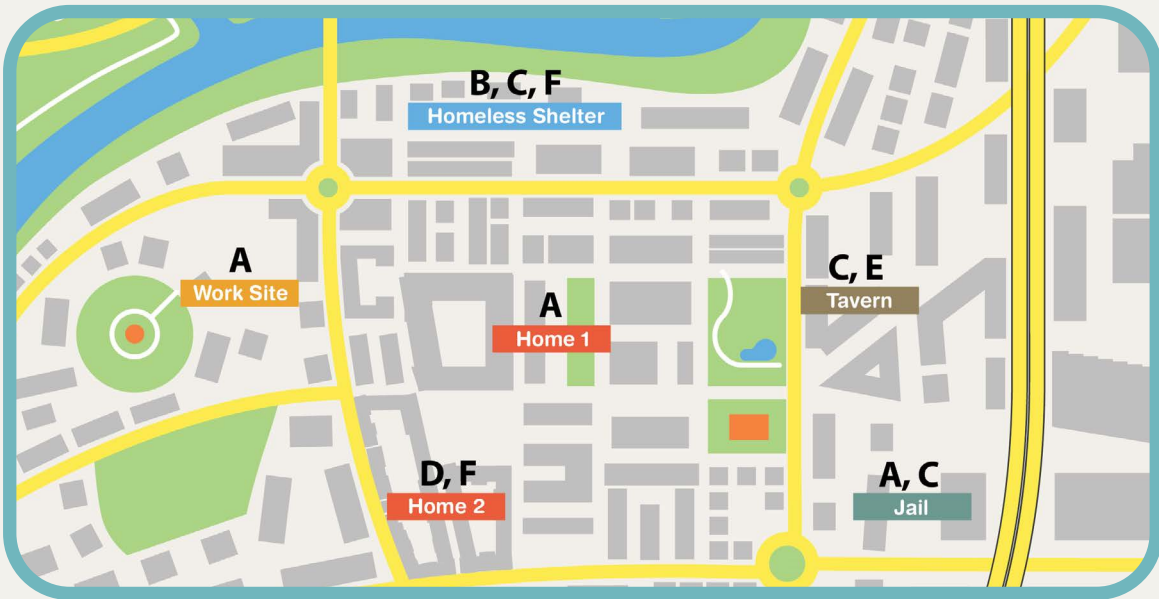 B, C, F
Homeless Shelter
A
Work Site
C, E
Tavern
A
Home 1
D, F
Home 2
A, C
Jail